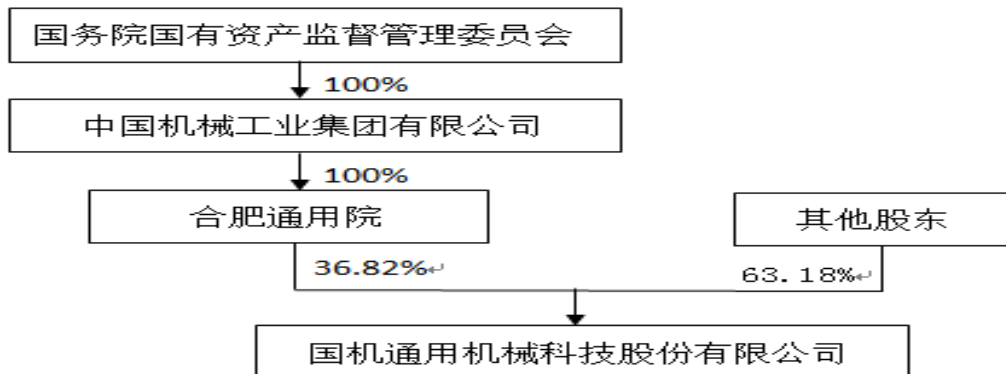 国务院国有资产监督管理委员会
100%
中国机械工业集团有限公司
100%
合肥通用院
其他股东
36.82%↵
63.18%↵
国机通用机械科技股份有限公司